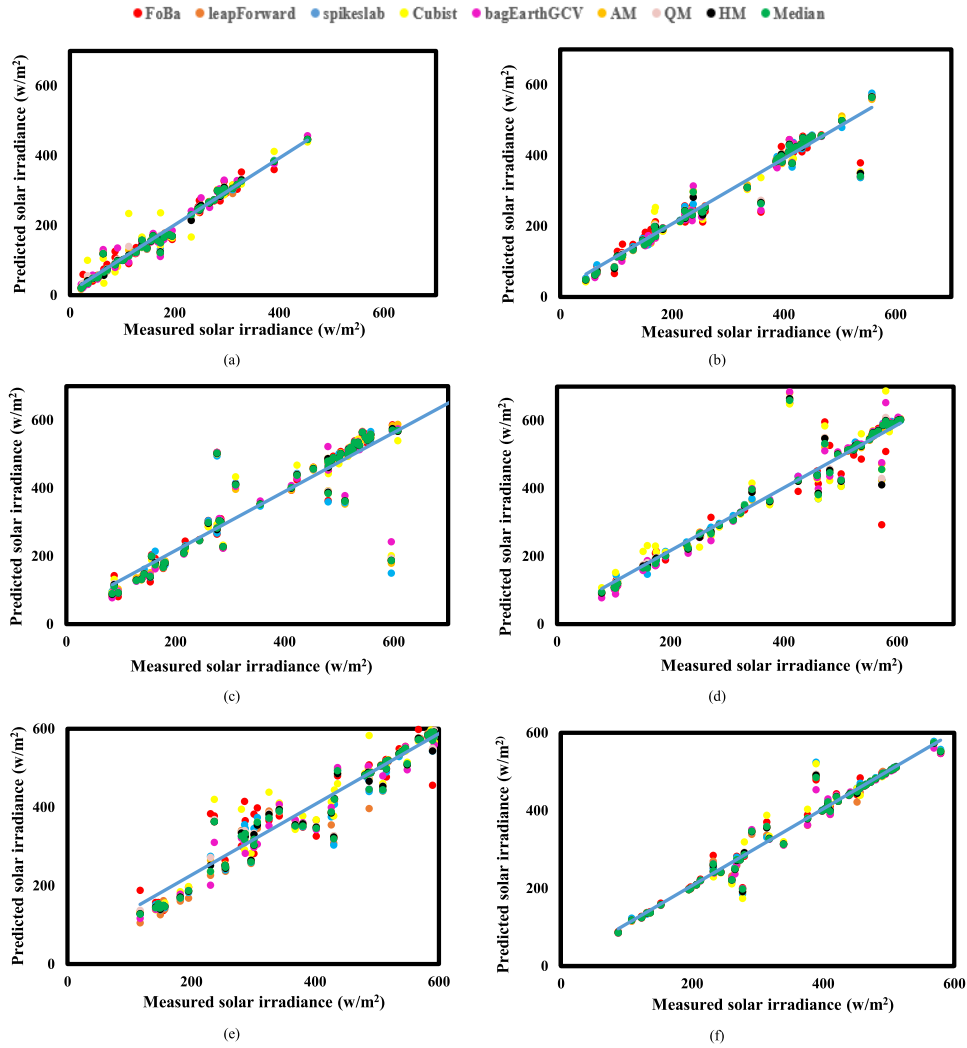 FoBa leapForward spikeslab Cubist bagEarthGCV AM QM HM Median
Predicted solar irradiance (w/m²)
600
400
200
0
0 200 400 600
Measured solar irradiance (w/m²)
(a)
Predicted solar irradiance (w/m²)
600
400
200
0
0 200 400 600
Measured solar irradiance (w/m²)
(b)
Predicted solar irradiance (w/m²)
600
400
200
0
0 200 400 600
Measured solar irradiance (w/m²)
(c)
Predicted solar irradiance (w/m²)
600
400
200
0
0 200 400 600
Measured solar irradiance (w/m²)
(d)
Predicted solar irradiance (w/m²)
600
400
200
0
0 200 400 600
Measured solar irradiance (w/m²)
(e)
Predicted solar irradiance (w/m²)
600
400
200
0
0 200 400 600
Measured solar irradiance (w/m²)
(f)